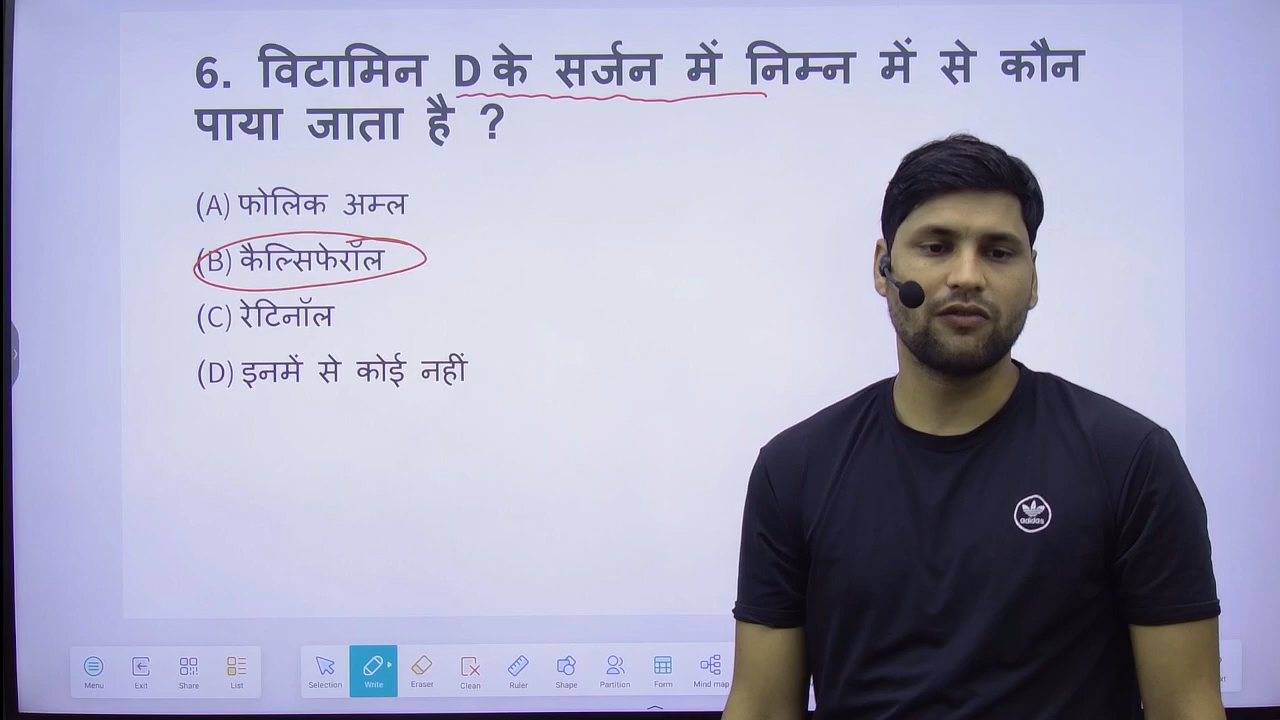 6. विटामिन D के सर्जन में निम्न में से कौन
पाया जाता है ?
(A) फोलिक अम्ल
(B) कैल्सिफेरॉल
(C) रेटिनॉल
(D) इनमें से कोई नहीं
adidas
Menu Exit Share List Selection Write Eraser Clean Ruler Shape Partition Form Mind map